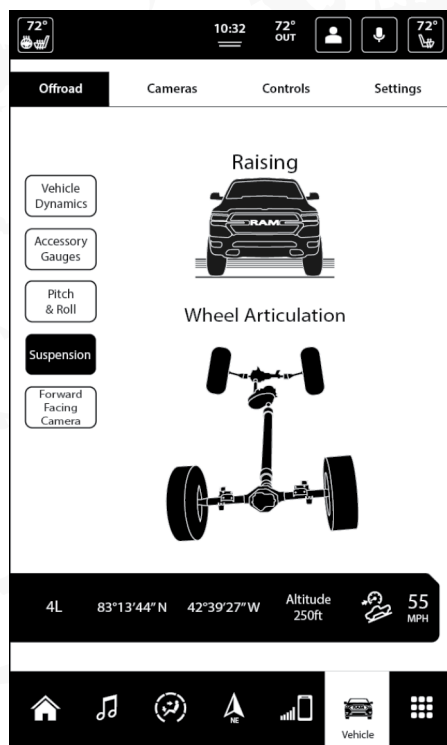 72°
10:32
72°
OUT
72°
Offroad
Cameras
Controls
Settings
Raising
RAM
Vehicle
Dynamics
Accessory
Gauges
Pitch
& Roll
Wheel Articulation
Suspension
Forward
Facing
Camera
4L
83°13'44" N
42°39'27" W
Altitude
250ft
55
MPH
NE
Vehicle